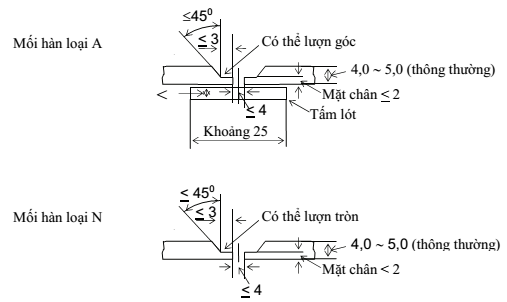 ≤45⁰
Mối hàn loại A
≤ 3
Có thể lượn góc
4,0 ~ 5,0 (thông thường)
Mặt chân ≤ 2
<
≤ 4
Tấm lót
Khoảng 25
≤ 45⁰
Mối hàn loại N
≤ 3
Có thể lượn tròn
4,0 ~ 5,0 (thông thường)
Mặt chân < 2
≤ 4